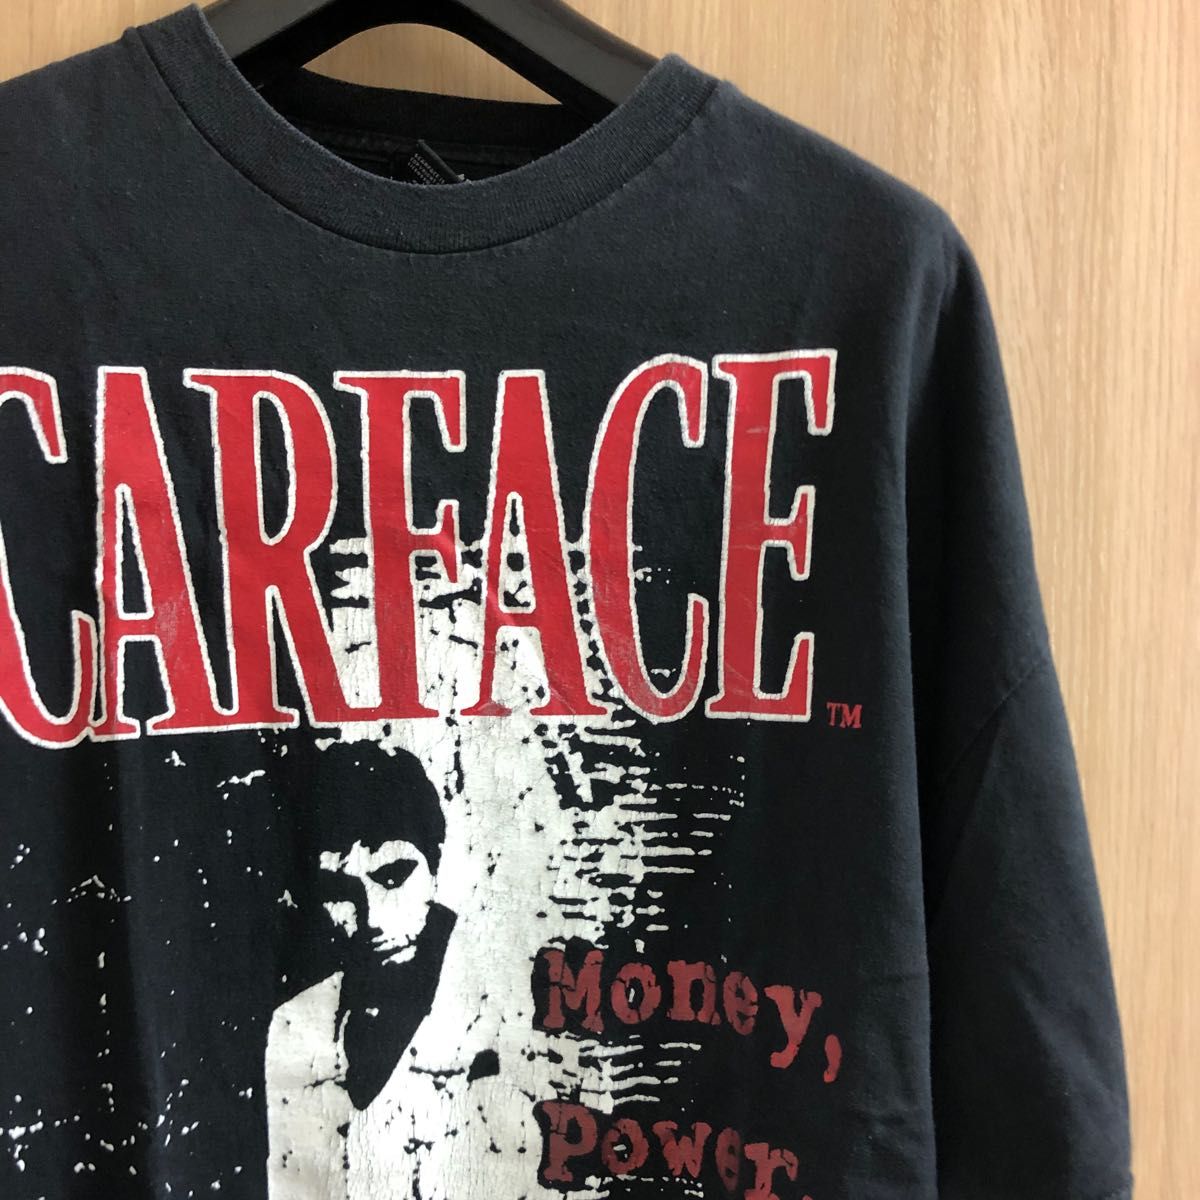 CARFACE TM
Money,
Power,